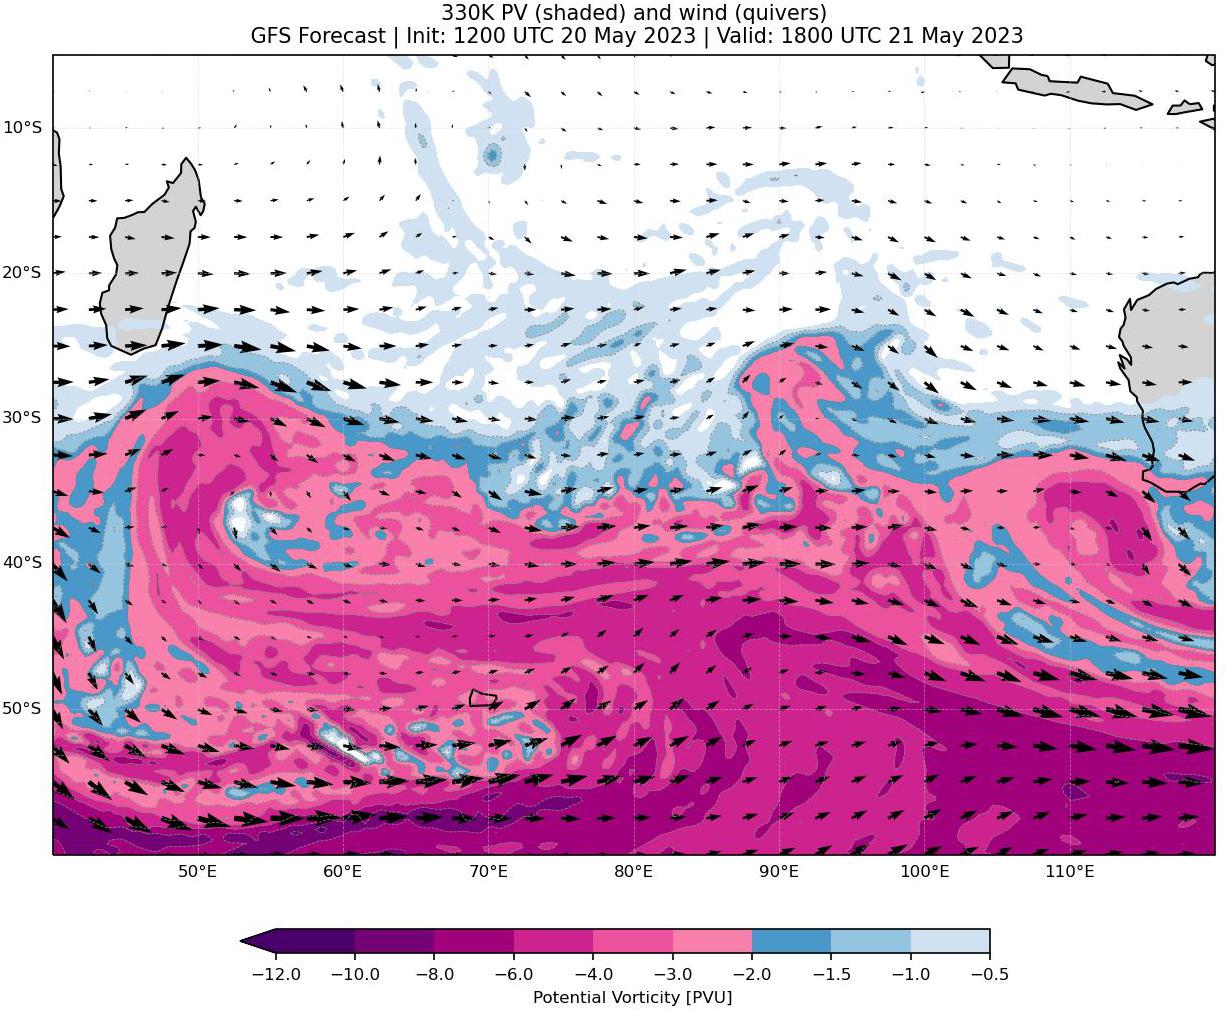 330K PV (shaded) and wind (quivers)
GFS Forecast | Init: 1200 UTC 20 May 2023 | Valid: 1800 UTC 21 May 2023
10°S
20°S
30°S
40°S
50°S
50°E 60°E 70°E 80°E 90°E 100°E 110°E
−12.0 −10.0 −8.0 −6.0 −4.0 −3.0 −2.0 −1.5 −1.0 −0.5
Potential Vorticity [PVU]